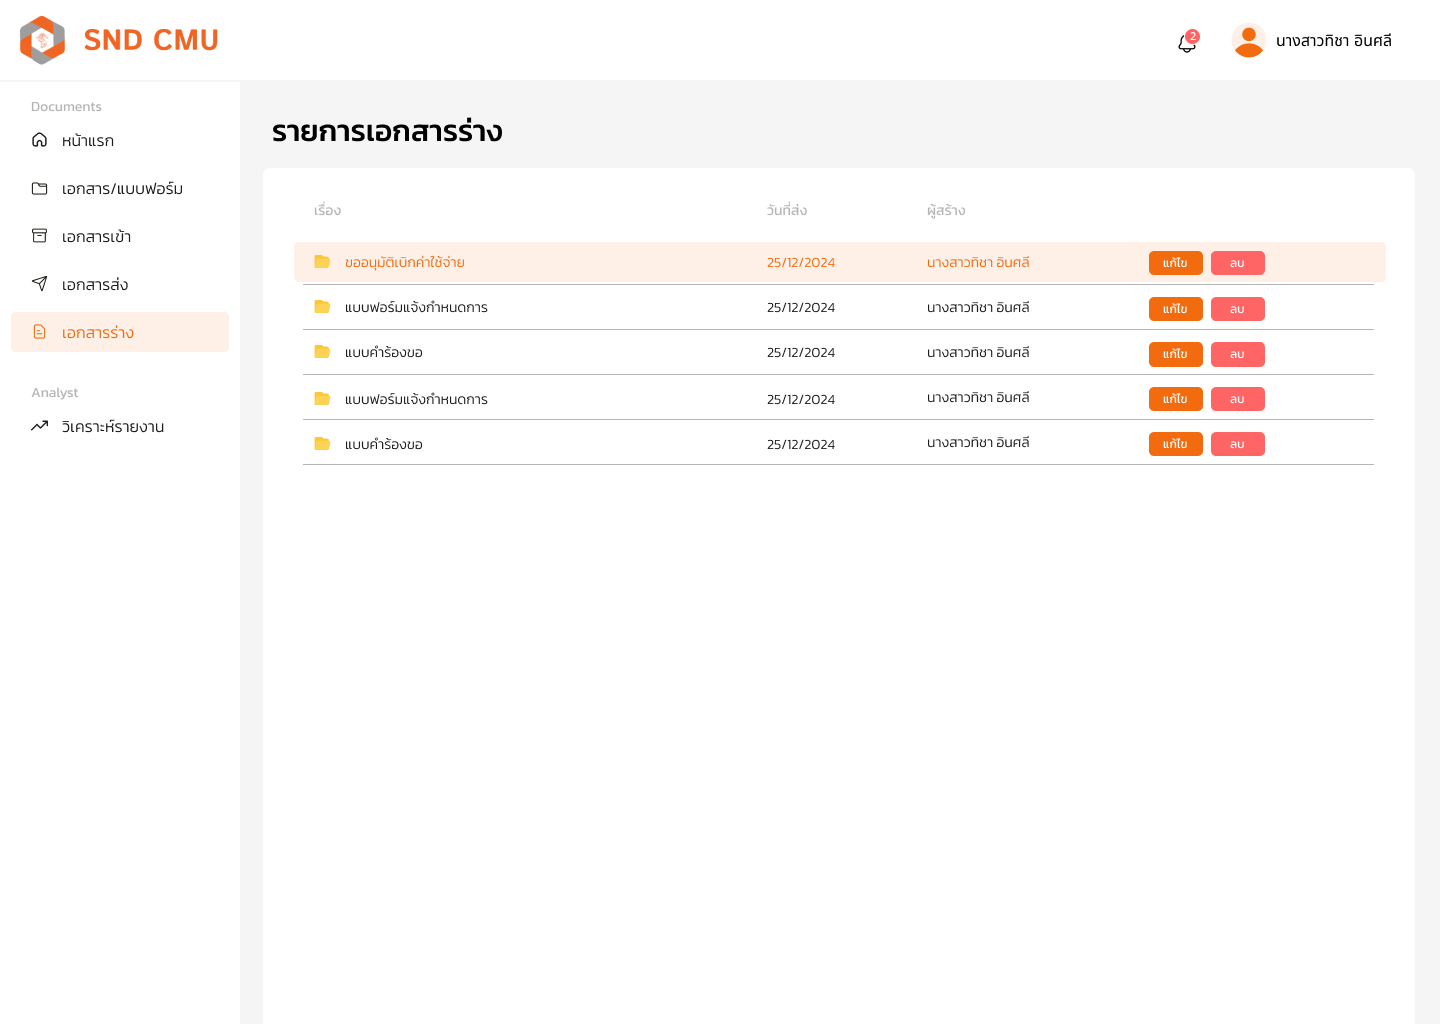 SND CMU
2
นางสาวทิชา อินศลี
Documents
หน้าแรก
เอกสาร/แบบฟอร์ม
เอกสารเข้า
เอกสารส่ง
เอกสารร่าง
Analyst
วิเคราะห์รายงาน
รายการเอกสารร่าง
เรื่อง วันที่ส่ง ผู้สร้าง
ขออนุมัติเบิกค่าใช้จ่าย 25/12/2024 นางสาวทิชา อินศลี แก้ไข ลบ
แบบฟอร์มแจ้งกำหนดการ 25/12/2024 นางสาวทิชา อินศลี แก้ไข ลบ
แบบคำร้องขอ 25/12/2024 นางสาวทิชา อินศลี แก้ไข ลบ
แบบฟอร์มแจ้งกำหนดการ 25/12/2024 นางสาวทิชา อินศลี แก้ไข ลบ
แบบคำร้องขอ 25/12/2024 นางสาวทิชา อินศลี แก้ไข ลบ